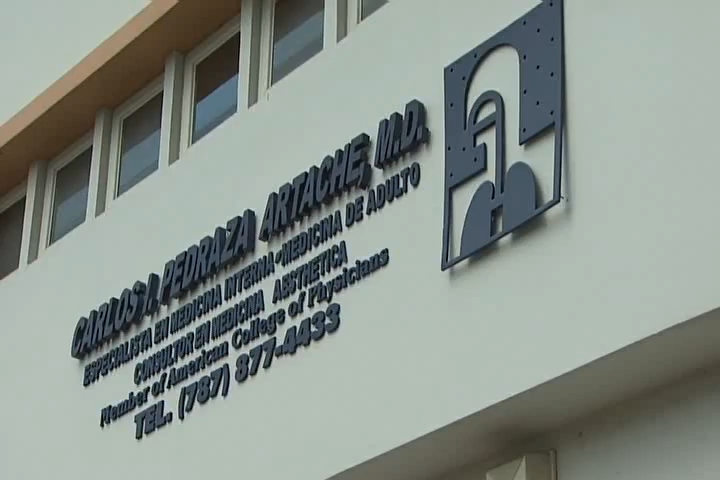 CARLOS I. PEDRAZA ARTACHE, M.D.
ESPECIALISTA EN MEDICINA INTERNA-MEDICINA DE ADULTO
CONSULTOR EN MEDICINA AESTHETICA
Member of American College of Physicians
TEL. (787) 877-4433